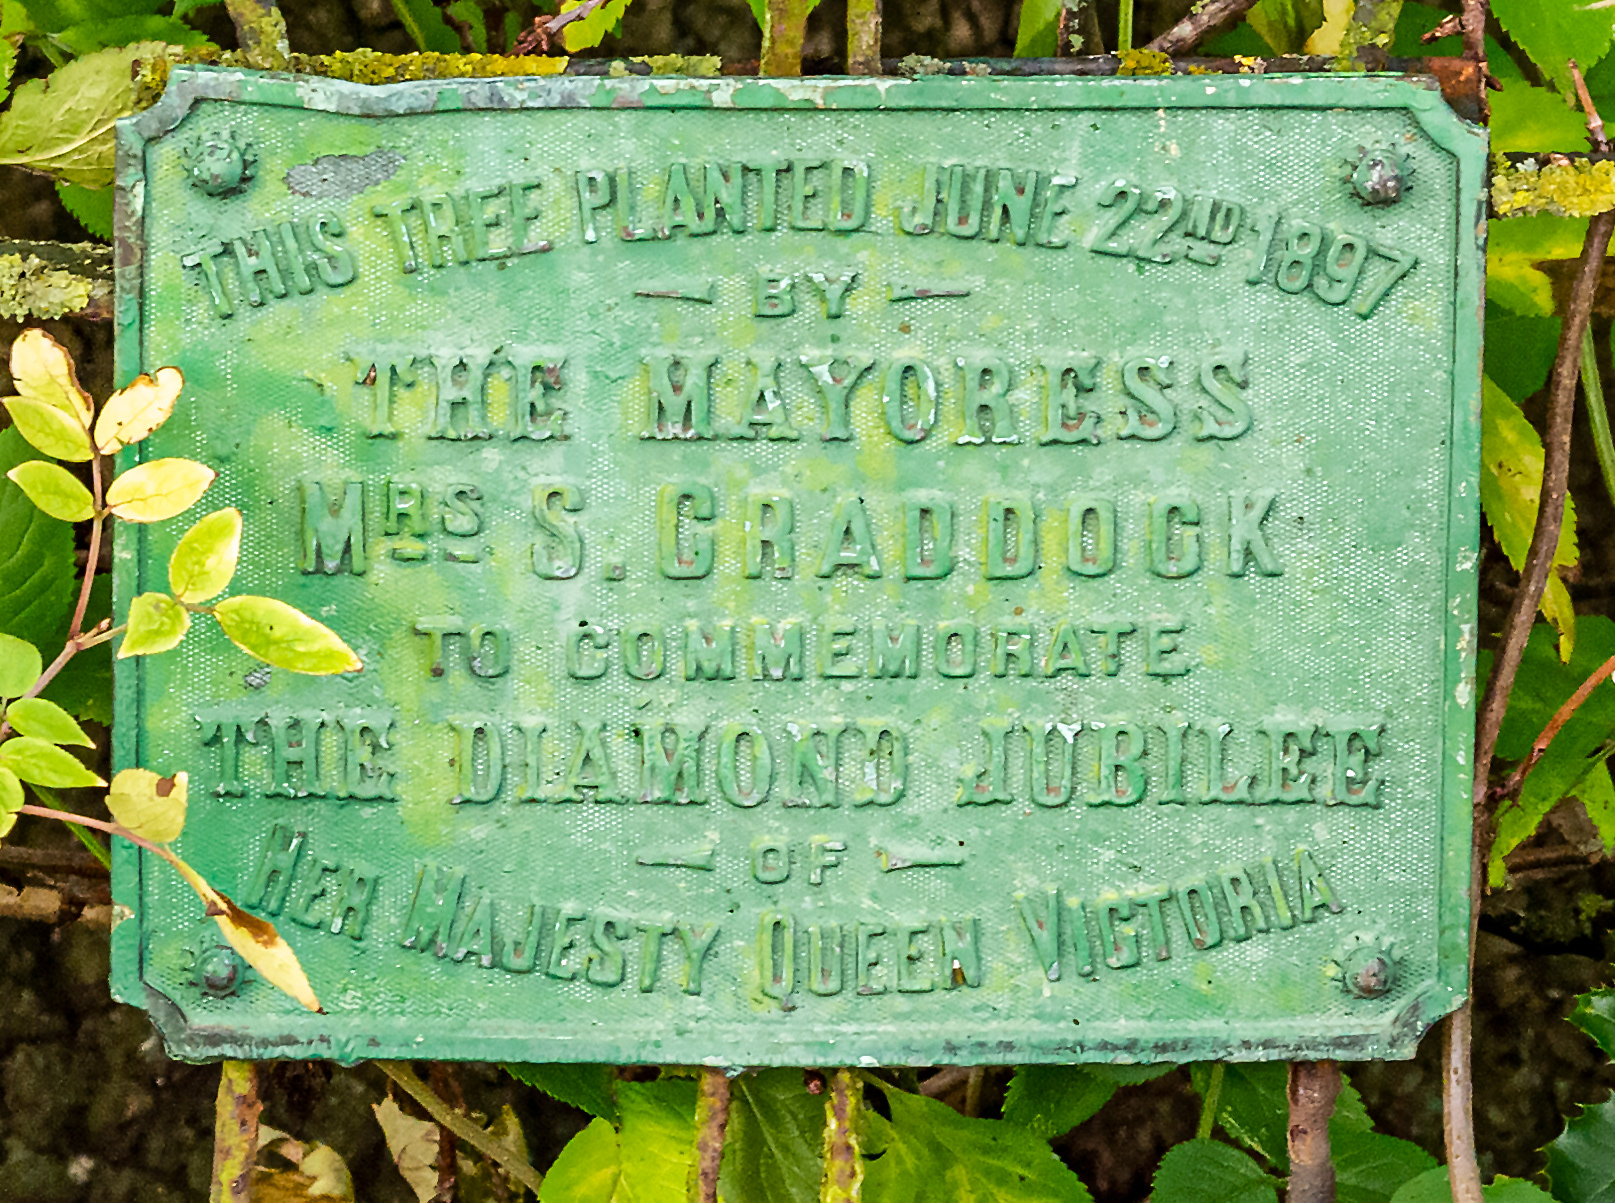 THIS TREE PLANTED JUNE 22ND 1897
BY
THE MAYORESS
MRS S. CRADDOCK
TO COMMEMORATE
THE DIAMOND JUBILEE
OF
HER MAJESTY QUEEN VICTORIA